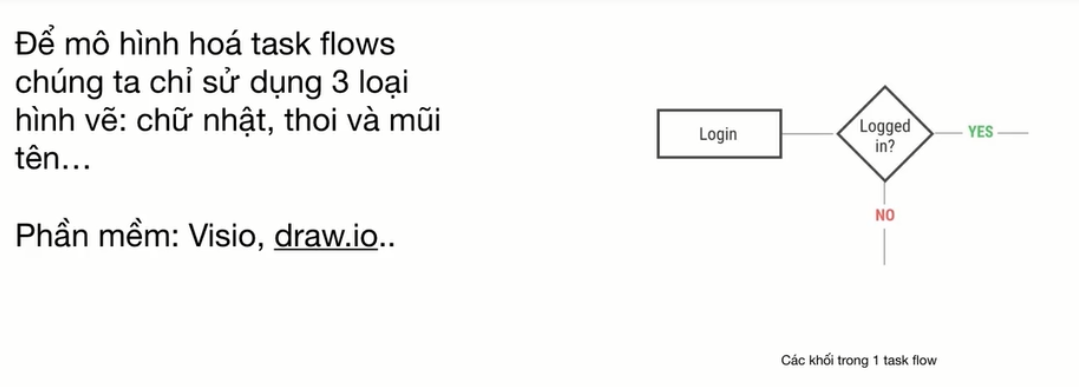 Để mô hình hoá task flows
chúng ta chỉ sử dụng 3 loại
hình vẽ: chữ nhật, thoi và mũi
tên...
Phần mềm: Visio, draw.io..
Login
Logged
in?
YES
NO
Các khối trong 1 task flow